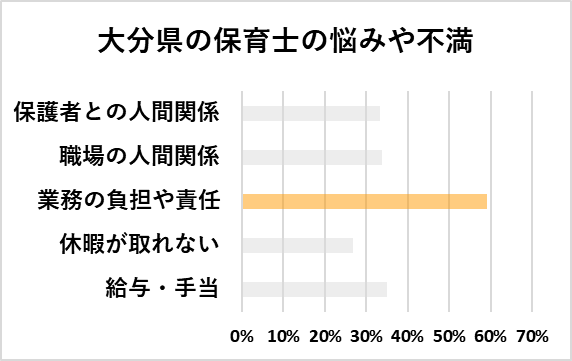 大分県の保育士の悩みや不満
保護者との人間関係
職場の人間関係
業務の負担や責任
休暇が取れない
給与・手当
0% 10% 20% 30% 40% 50% 60% 70%